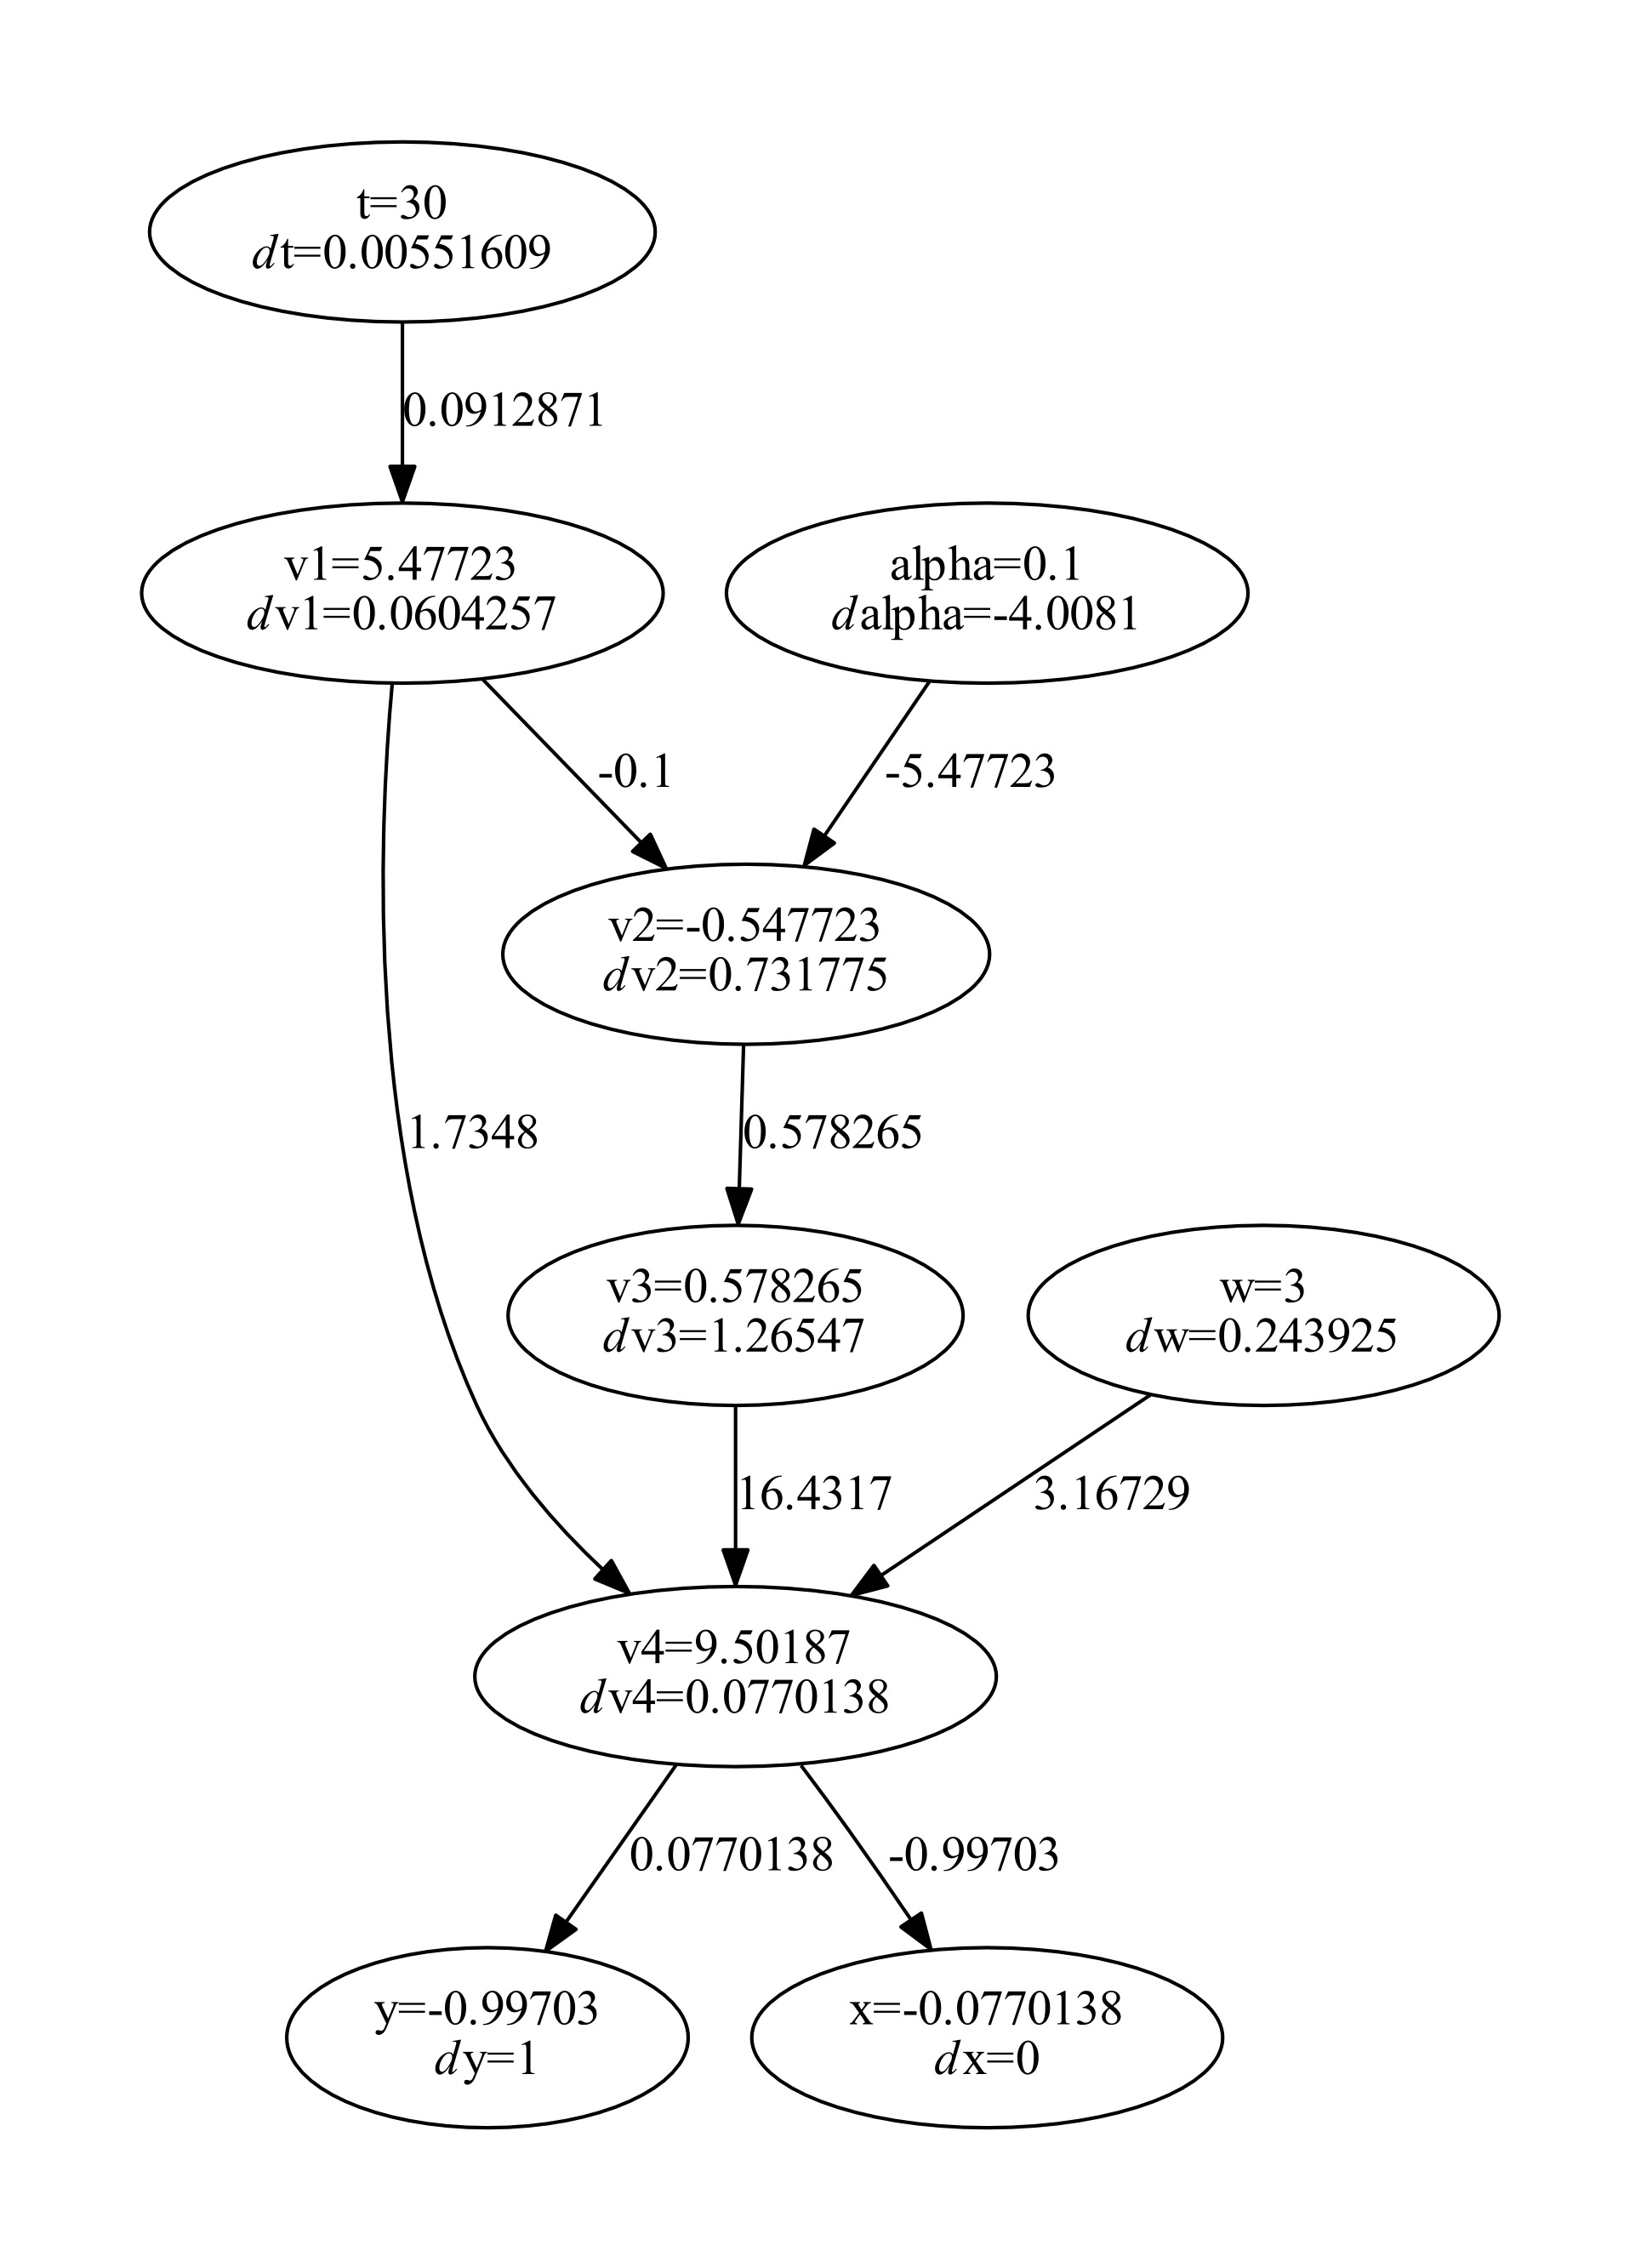 t=30
dt=0.00551609
0.0912871
v1=5.47723
dv1=0.0604257
alpha=0.1
dalpha=-4.0081
-0.1
-5.47723
v2=-0.547723
dv2=0.731775
1.7348
0.578265
v3=0.578265
dv3=1.26547
w=3
dw=0.243925
16.4317
3.16729
v4=9.50187
dv4=0.0770138
0.0770138
-0.99703
y=-0.99703
dy=1
x=-0.0770138
dx=0